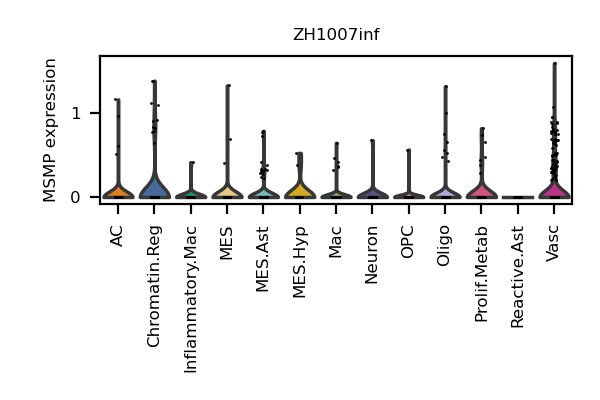 ZH1007inf
MSMP expression
1
0
AC
Chromatin.Reg
Inflammatory.Mac
MES
MES.Ast
MES.Hyp
Mac
Neuron
OPC
Oligo
Prolif.Metab
Reactive.Ast
Vasc